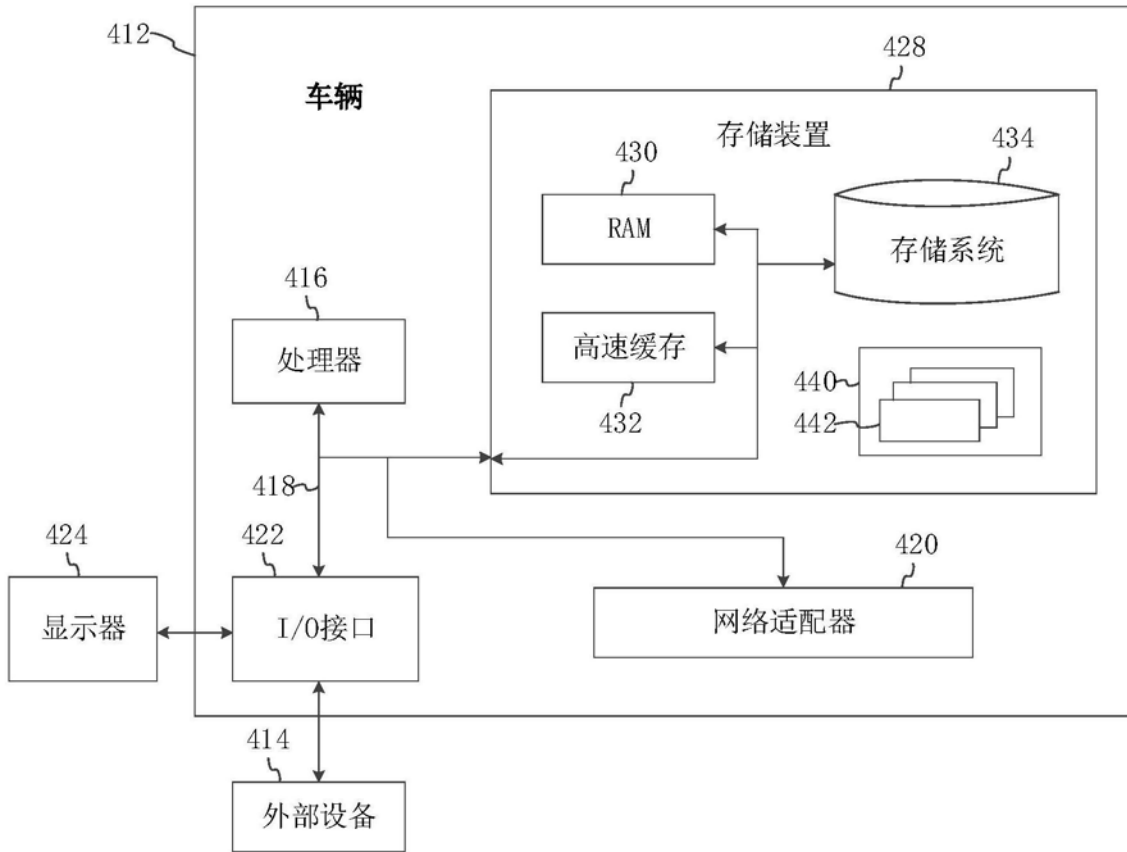 412
车辆
428
存储装置
430
RAM
434
存储系统
416
处理器
高速缓存
432
440
442
418
424
显示器
422
I/O接口
420
网络适配器
414
外部设备